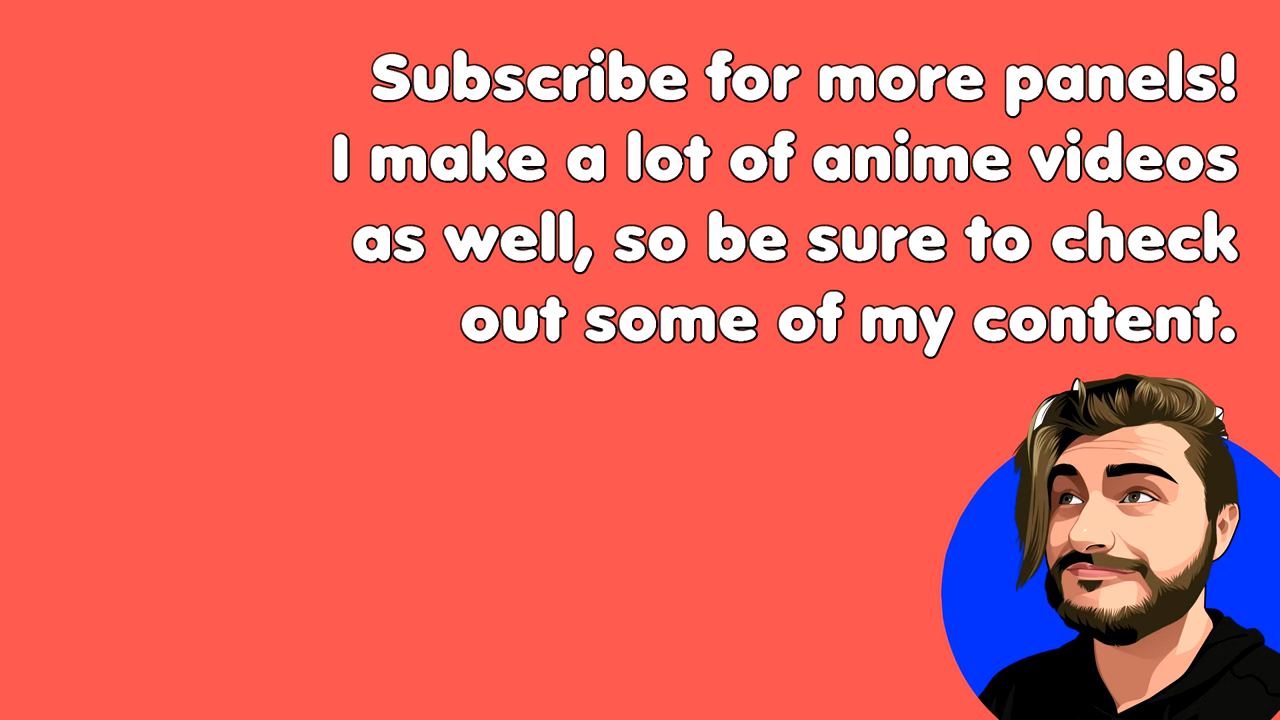 Subscribe for more panels!
I make a lot of anime videos
as well, so be sure to check
out some of my content.